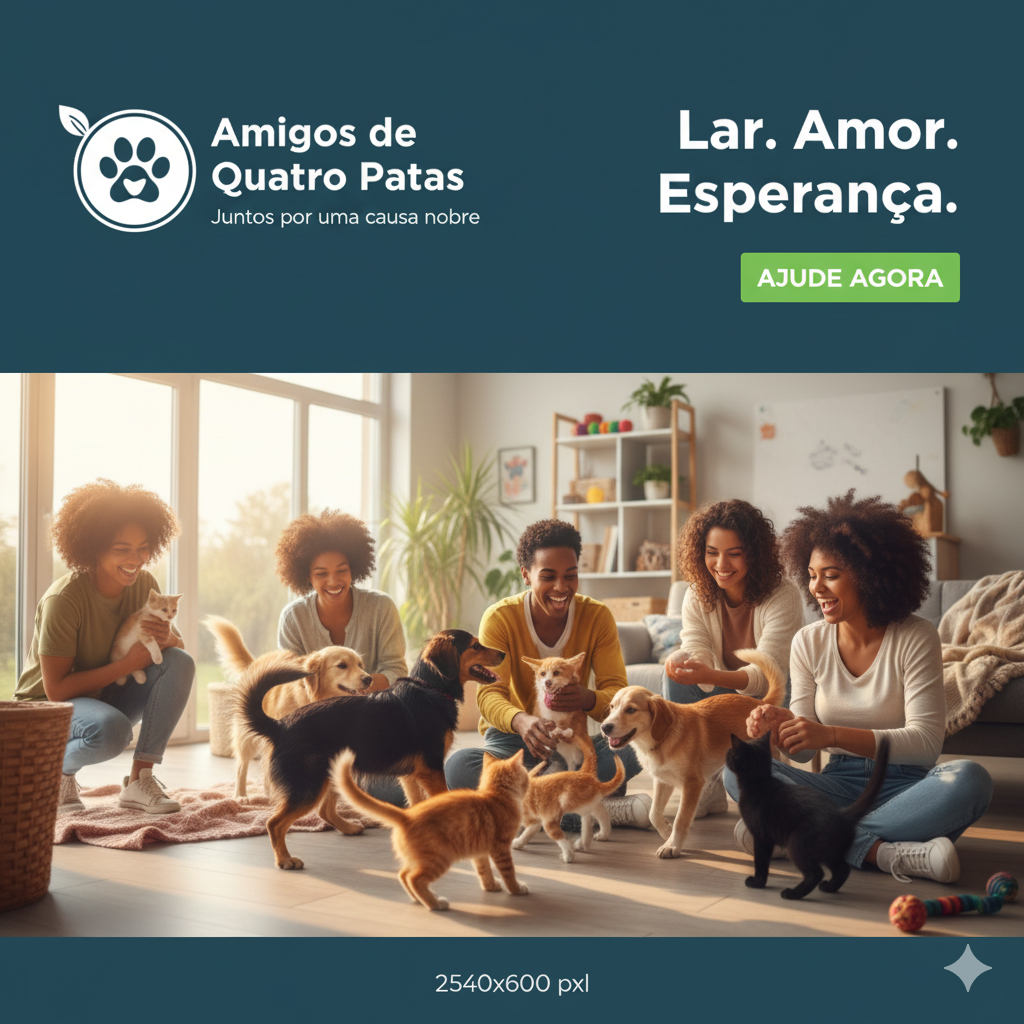 Amigos de
Quatro Patas
Juntos por uma causa nobre
Lar. Amor.
Esperança.
AJUDE AGORA
2540x600 pxl